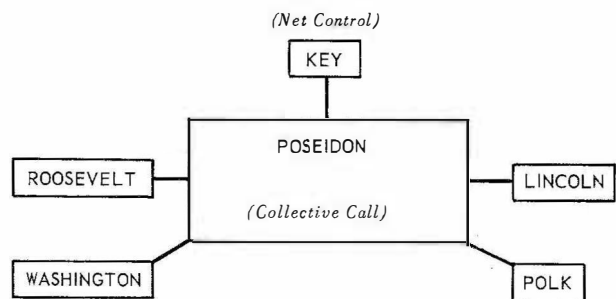 (Net Control)
KEY
POSEIDON
ROOSEVELT
LINCOLN
(Collective Call)
WASHINGTON
POLK